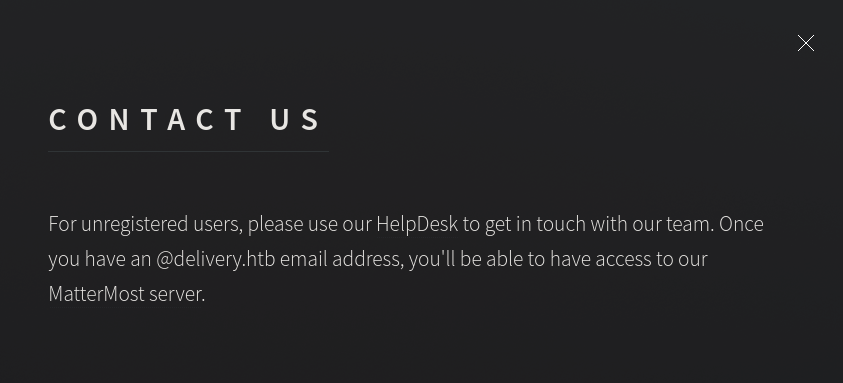 CONTACT US
For unregistered users, please use our HelpDesk to get in touch with our team. Once
you have an @delivery.htb email address, you'll be able to have access to our
MatterMost server.